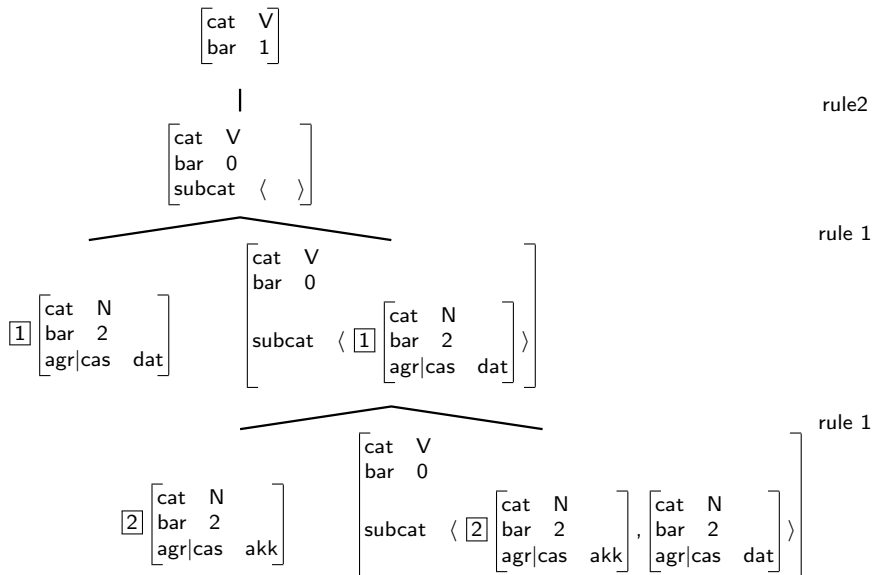 cat V
bar 1
rule2
cat V
bar 0
subcat ⟨ ⟩
rule 1
1 cat N
bar 2
agr|cas dat
cat V
bar 0
subcat ⟨ 1 cat N
bar 2
agr|cas dat ⟩
rule 1
2 cat N
bar 2
agr|cas akk
cat V
bar 0
subcat ⟨ 2 cat N
bar 2
agr|cas akk , cat N
bar 2
agr|cas dat ⟩